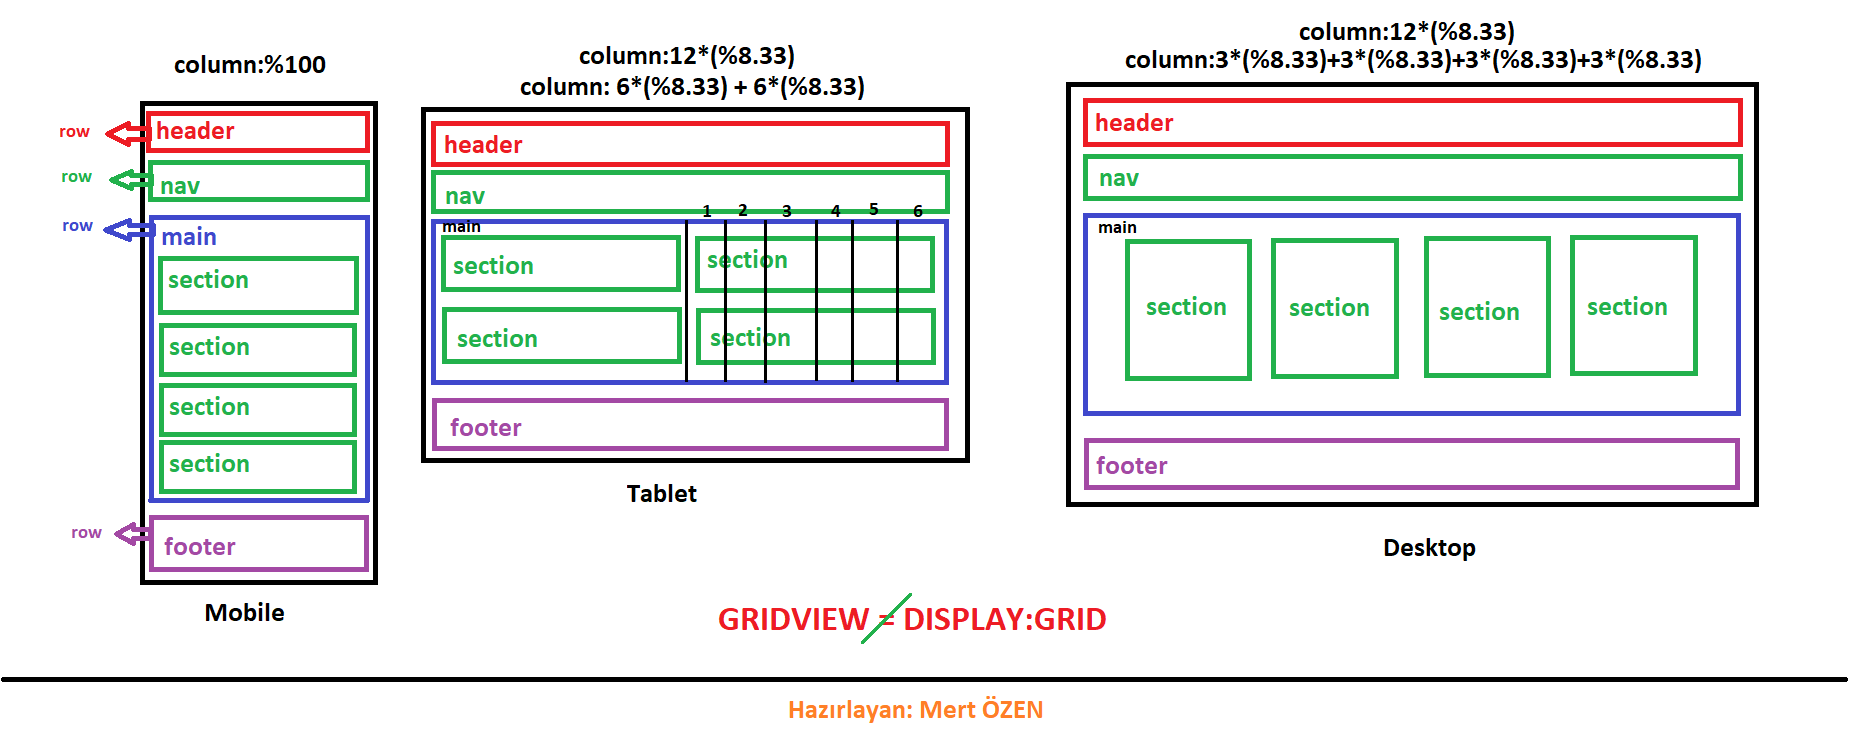 column:%100
row
header
row
nav
row
main
section
section
section
section
row
footer
Mobile
column:12*(%8.33)
column: 6*(%8.33) + 6*(%8.33)
header
nav
1 2 3 4 5 6
main
section section
section section
footer
Tablet
column:12*(%8.33)
column:3*(%8.33)+3*(%8.33)+3*(%8.33)+3*(%8.33)
header
nav
main
section section section section
footer
Desktop
GRIDVIEW = DISPLAY:GRID
Hazırlayan: Mert ÖZEN